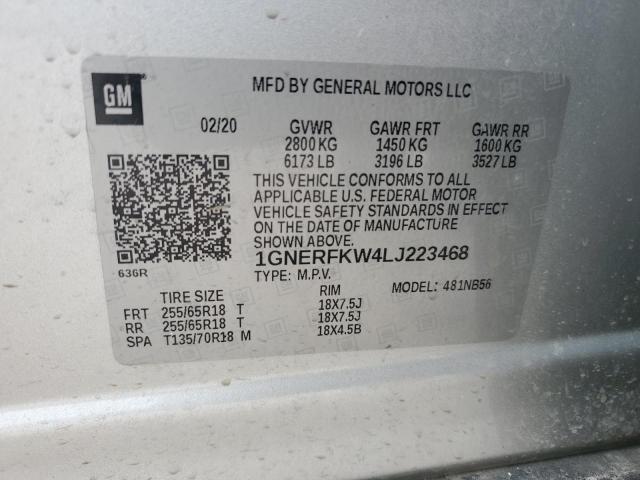 GM
MFD BY GENERAL MOTORS LLC
02/20 GVWR GAWR FRT GAWR RR
2800 KG 1450 KG 1600 KG
6173 LB 3196 LB 3527 LB
THIS VEHICLE CONFORMS TO ALL
APPLICABLE U.S. FEDERAL MOTOR
VEHICLE SAFETY STANDARDS IN EFFECT
ON THE DATE OF MANUFACTURE
SHOWN ABOVE.
1GNERFKW4LJ223468
636R
TYPE: M.P.V. MODEL: 481NB56
TIRE SIZE RIM
FRT 255/65R18 T 18X7.5J
RR 255/65R18 T 18X7.5J
SPA T135/70R18 M 18X4.5B